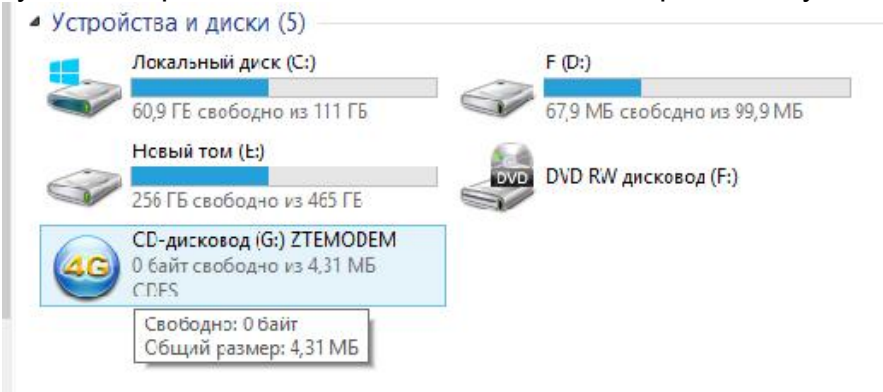 Устройства и диски (5)
Локальный диск (C:)
60,9 ГБ свободно из 111 ГБ
F (D:)
67,9 МБ свободно из 99,9 МБ
Новый том (E:)
256 ГБ свободно из 465 ГБ
DVD
DVD RW дисковод (F:)
4G
CD-дисковод (G:) ZTEMODEM
0 байт свободно из 4,31 МБ
CDFS
Свободно: 0 байт
Общий размер: 4,31 МБ